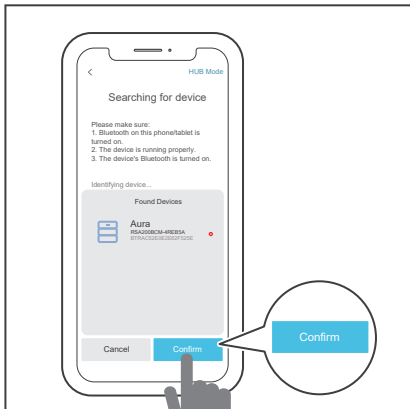 HUB Mode
Searching for device
Please make sure:
1. Bluetooth on this phone/tablet is
turned on.
2. The device is running properly.
3. The device's Bluetooth is turned on.
Identifying device...
Found Devices
Aura
RSA200BCM-4REB5A
Cancel
Confirm
Confirm